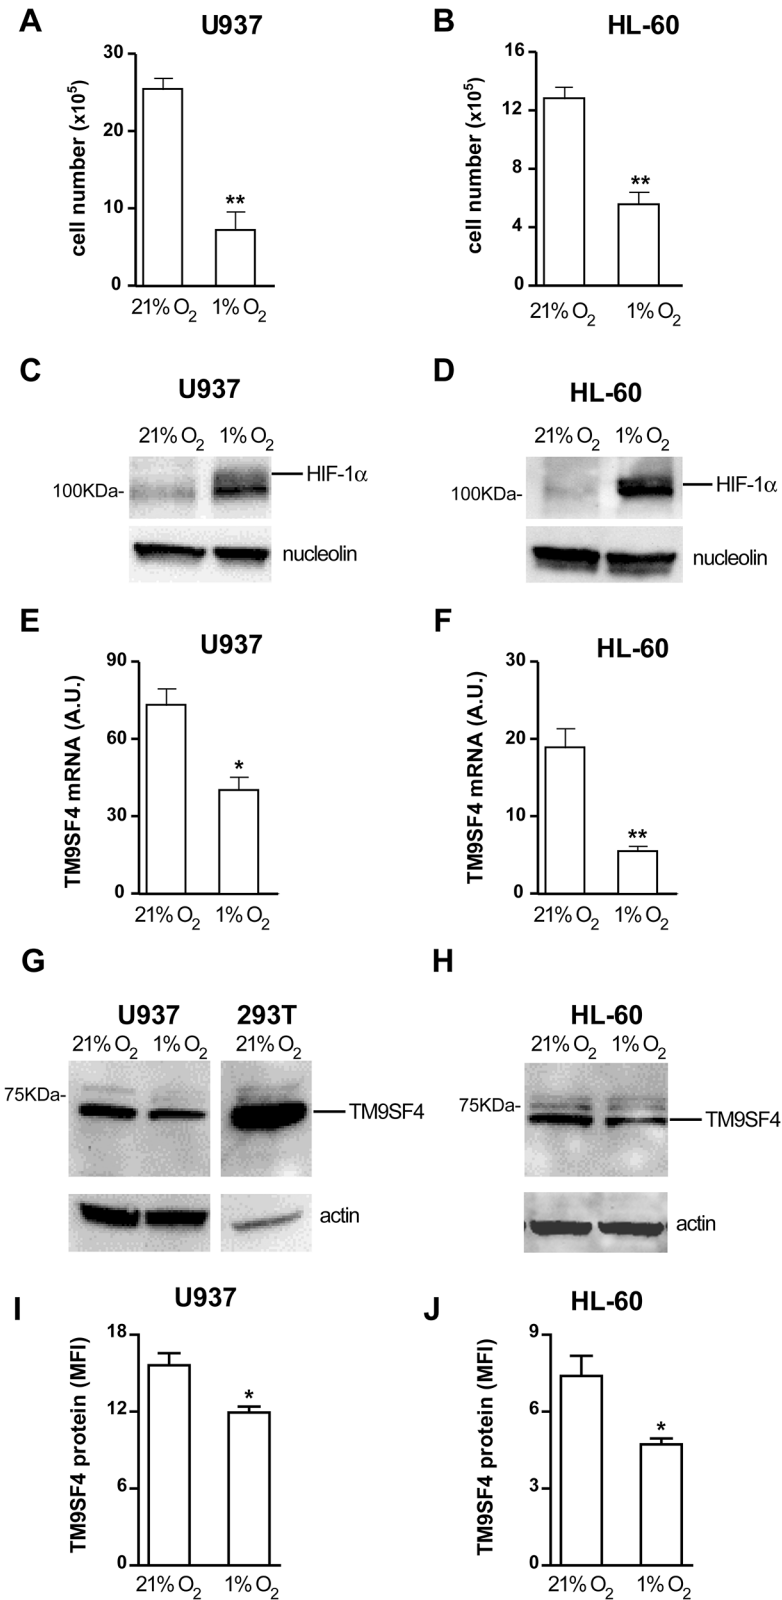 A
U937
30
20
10
0
cell number (x10⁵)
**
21% O₂ 1% O₂
B
HL-60
16
12
8
4
0
cell number (x10⁵)
**
21% O₂ 1% O₂
C
U937
21% O₂ 1% O₂
HIF-1α
100KDa-
nucleolin
D
HL-60
21% O₂ 1% O₂
HIF-1α
100KDa-
nucleolin
E
U937
90
60
30
0
TM9SF4 mRNA (A.U.)
*
21% O₂ 1% O₂
F
HL-60
30
20
10
0
TM9SF4 mRNA (A.U.)
**
21% O₂ 1% O₂
G
U937 293T
21% O₂ 1% O₂ 21% O₂
75KDa-
TM9SF4
actin
H
HL-60
21% O₂ 1% O₂
75KDa-
TM9SF4
actin
I
U937
18
12
6
0
TM9SF4 protein (MFI)
*
21% O₂ 1% O₂
J
HL-60
9
6
3
0
TM9SF4 protein (MFI)
*
21% O₂ 1% O₂